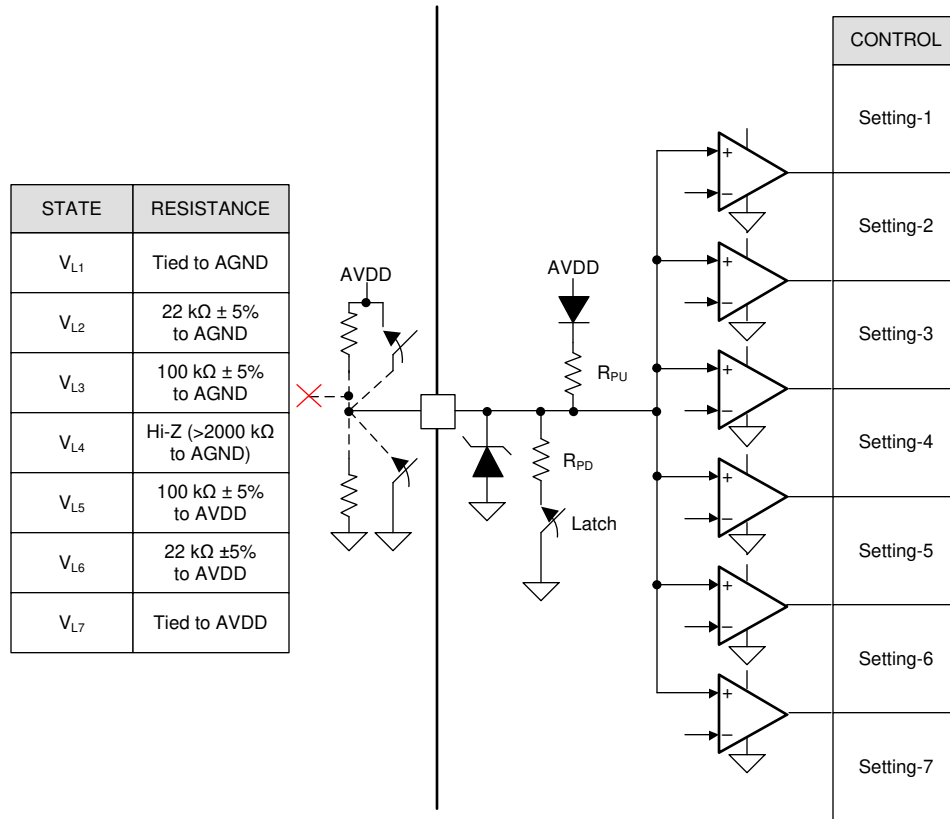 STATE RESISTANCE
V_L1 Tied to AGND
V_L2 22 kΩ ± 5%
to AGND
V_L3 100 kΩ ± 5%
to AGND
V_L4 Hi-Z (>2000 kΩ
to AGND)
V_L5 100 kΩ ± 5%
to AVDD
V_L6 22 kΩ ±5%
to AVDD
V_L7 Tied to AVDD
AVDD
AVDD
R_PU
R_PD
Latch
+
−
+
−
+
−
+
−
+
−
+
−
CONTROL
Setting-1
Setting-2
Setting-3
Setting-4
Setting-5
Setting-6
Setting-7